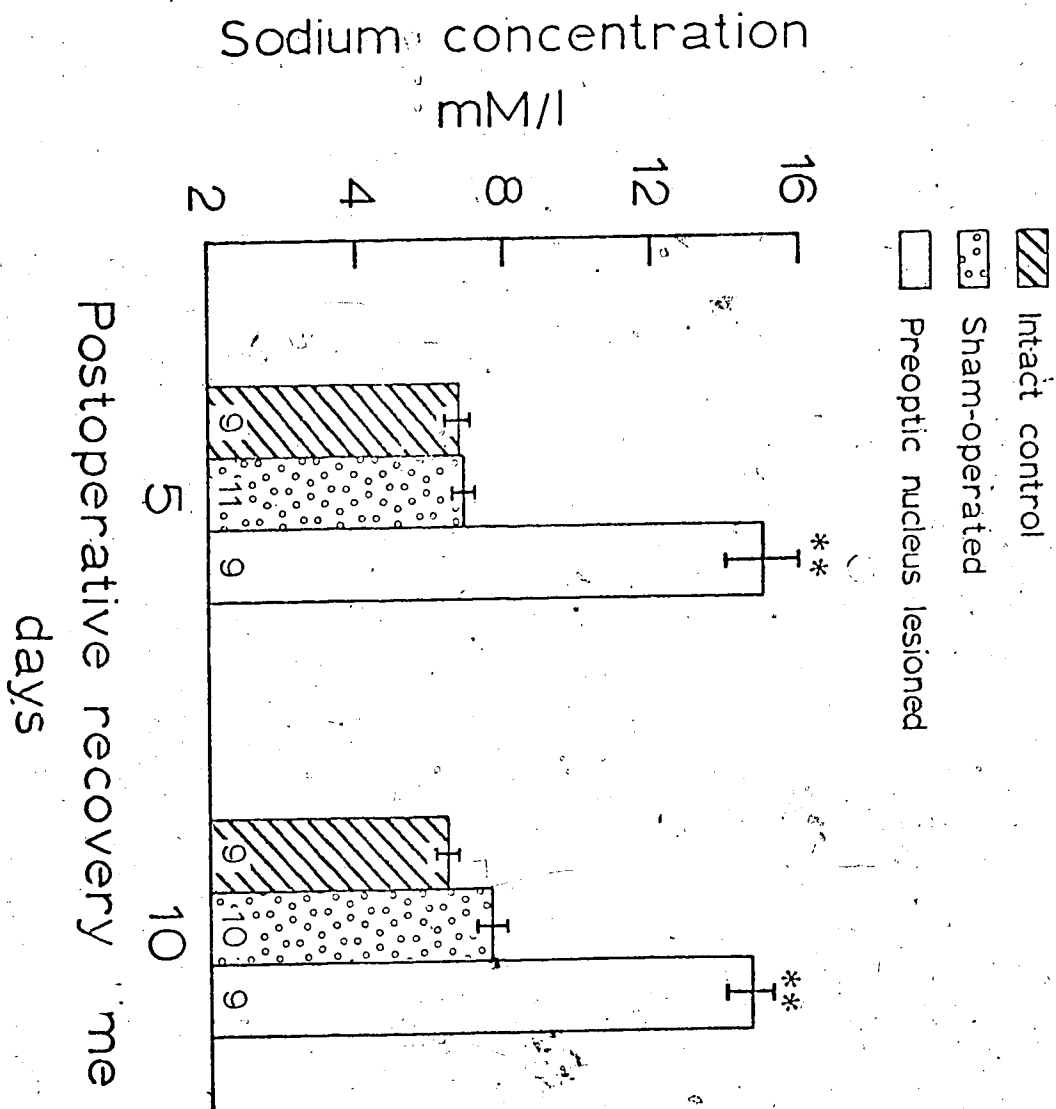 Sodium concentration
mM/l
16
12
8
4
2
Intact control
Sham-operated
Preoptic nucleus lesioned
**
**
9
11
9
9
10
9
5
10
Postoperative recovery me
days